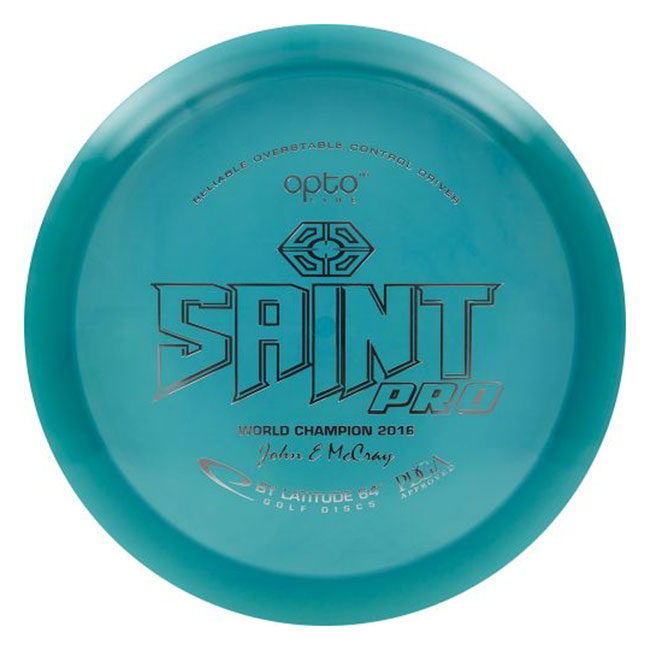 RELIABLE OVERSTABLE CONTROL DRIVER
opto™
LINE
SAINT
PRO
WORLD CHAMPION 2016
John E McCray
BY LATITUDE 64°
GOLF DISCS
PDGA
APPROVED